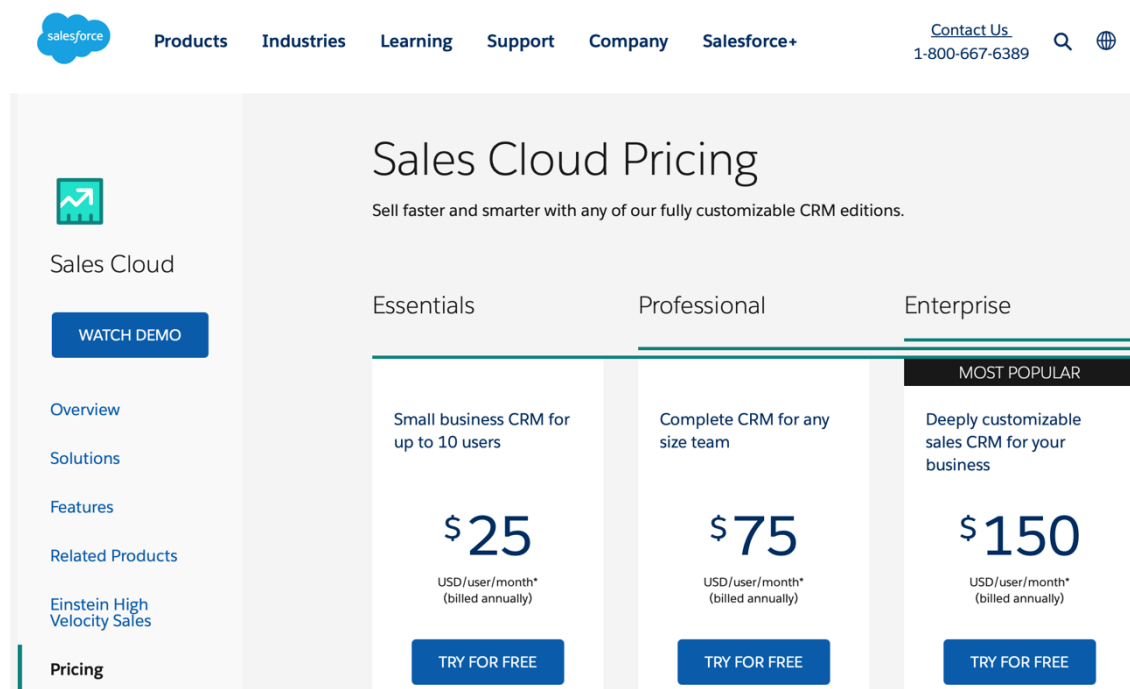 salesforce
Products Industries Learning Support Company Salesforce+
Contact Us
1-800-667-6389
Sales Cloud
WATCH DEMO
Overview
Solutions
Features
Related Products
Einstein High
Velocity Sales
Pricing
Sales Cloud Pricing
Sell faster and smarter with any of our fully customizable CRM editions.
Essentials
Small business CRM for
up to 10 users
$25
USD/user/month*
(billed annually)
TRY FOR FREE
Professional
Complete CRM for any
size team
$75
USD/user/month*
(billed annually)
TRY FOR FREE
Enterprise
MOST POPULAR
Deeply customizable
sales CRM for your
business
$150
USD/user/month*
(billed annually)
TRY FOR FREE